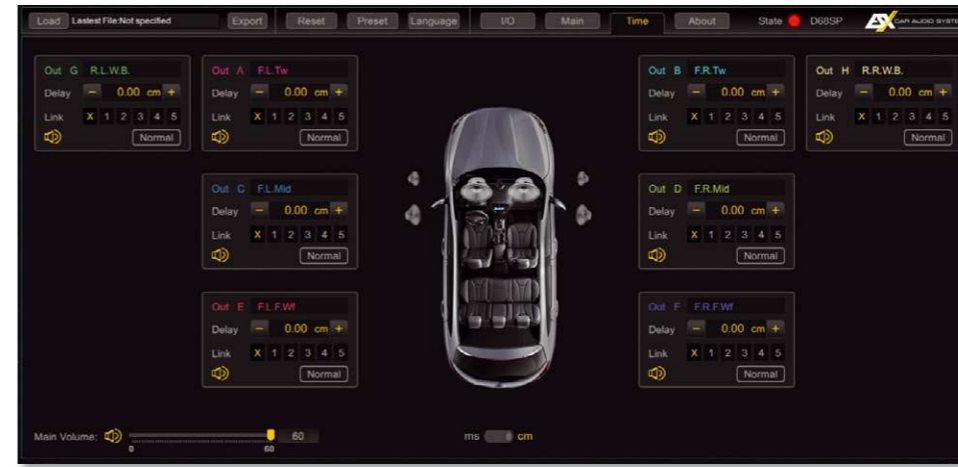 Load Lastest File:Not specified Export Reset Preset Language I/O Main Time About State D68SP ESX CAR AUDIO SYSTE
Out G R.L.W.B. Out A F.L.Tw Out B F.R.Tw Out H R.R.W.B.
Delay − 0.00 cm + Delay − 0.00 cm + Delay − 0.00 cm + Delay − 0.00 cm +
Link X 1 2 3 4 5 Link X 1 2 3 4 5 Link X 1 2 3 4 5 Link X 1 2 3 4 5
Normal Normal Normal Normal
Out C F.L.Mid Out D F.R.Mid
Delay − 0.00 cm + Delay − 0.00 cm +
Link X 1 2 3 4 5 Link X 1 2 3 4 5
Normal Normal
Out E F.L.F.Wf Out F F.R.F.Wf
Delay − 0.00 cm + Delay − 0.00 cm +
Link X 1 2 3 4 5 Link X 1 2 3 4 5
Normal Normal
Main Volume: 60 ms cm
0 60